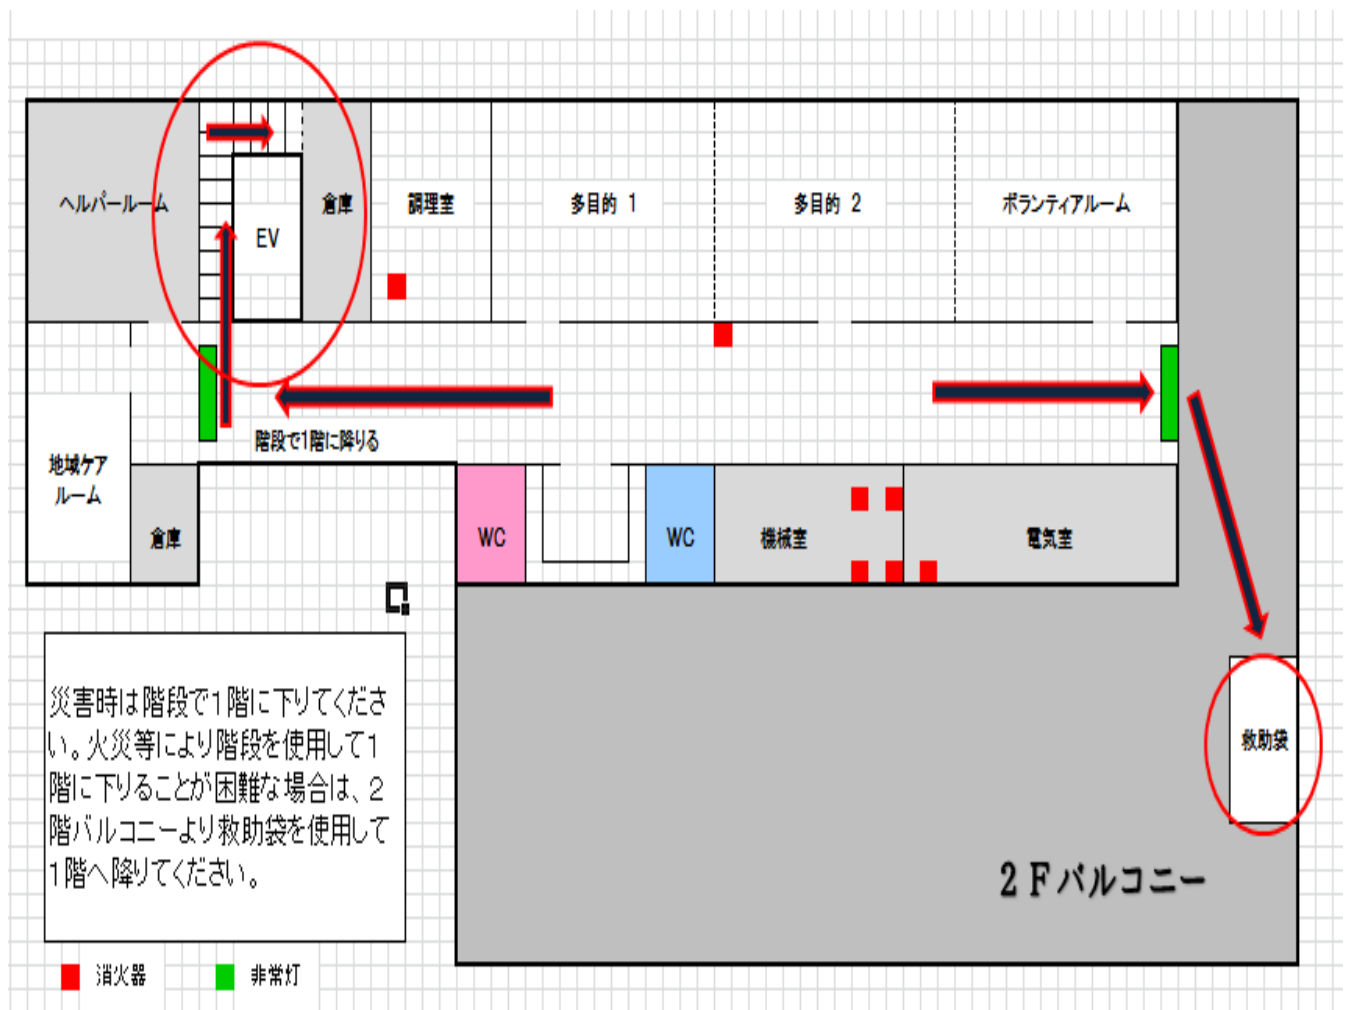 ヘルパールーム
EV
倉庫
調理室
多目的 1
多目的 2
ボランティアルーム
階段で1階に降りる
地域ケア
ルーム
倉庫
WC
WC
機械室
電気室
救助袋
災害時は階段で1階に下りてくださ
い。火災等により階段を使用して1
階に下りることが困難な場合は、2
階バルコニーより救助袋を使用して
1階へ降りてください。
2Fバルコニー
消火器
非常灯